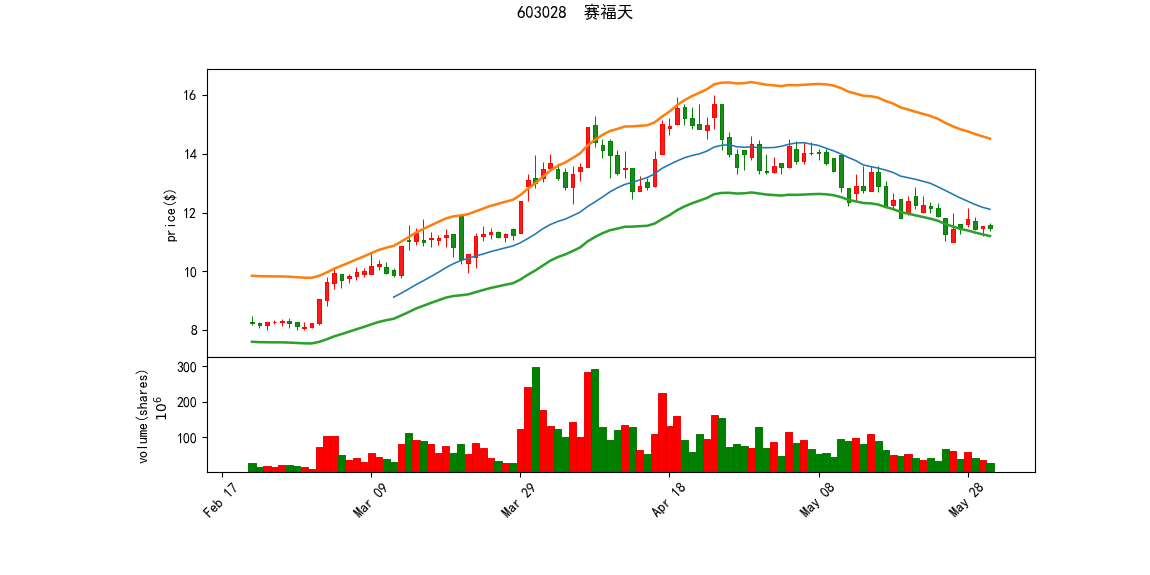 603028 赛福天
price($)
16
14
12
10
8
volume(shares)
10^6
300
200
100
Feb 17
Mar 09
Mar 29
Apr 18
May 08
May 28